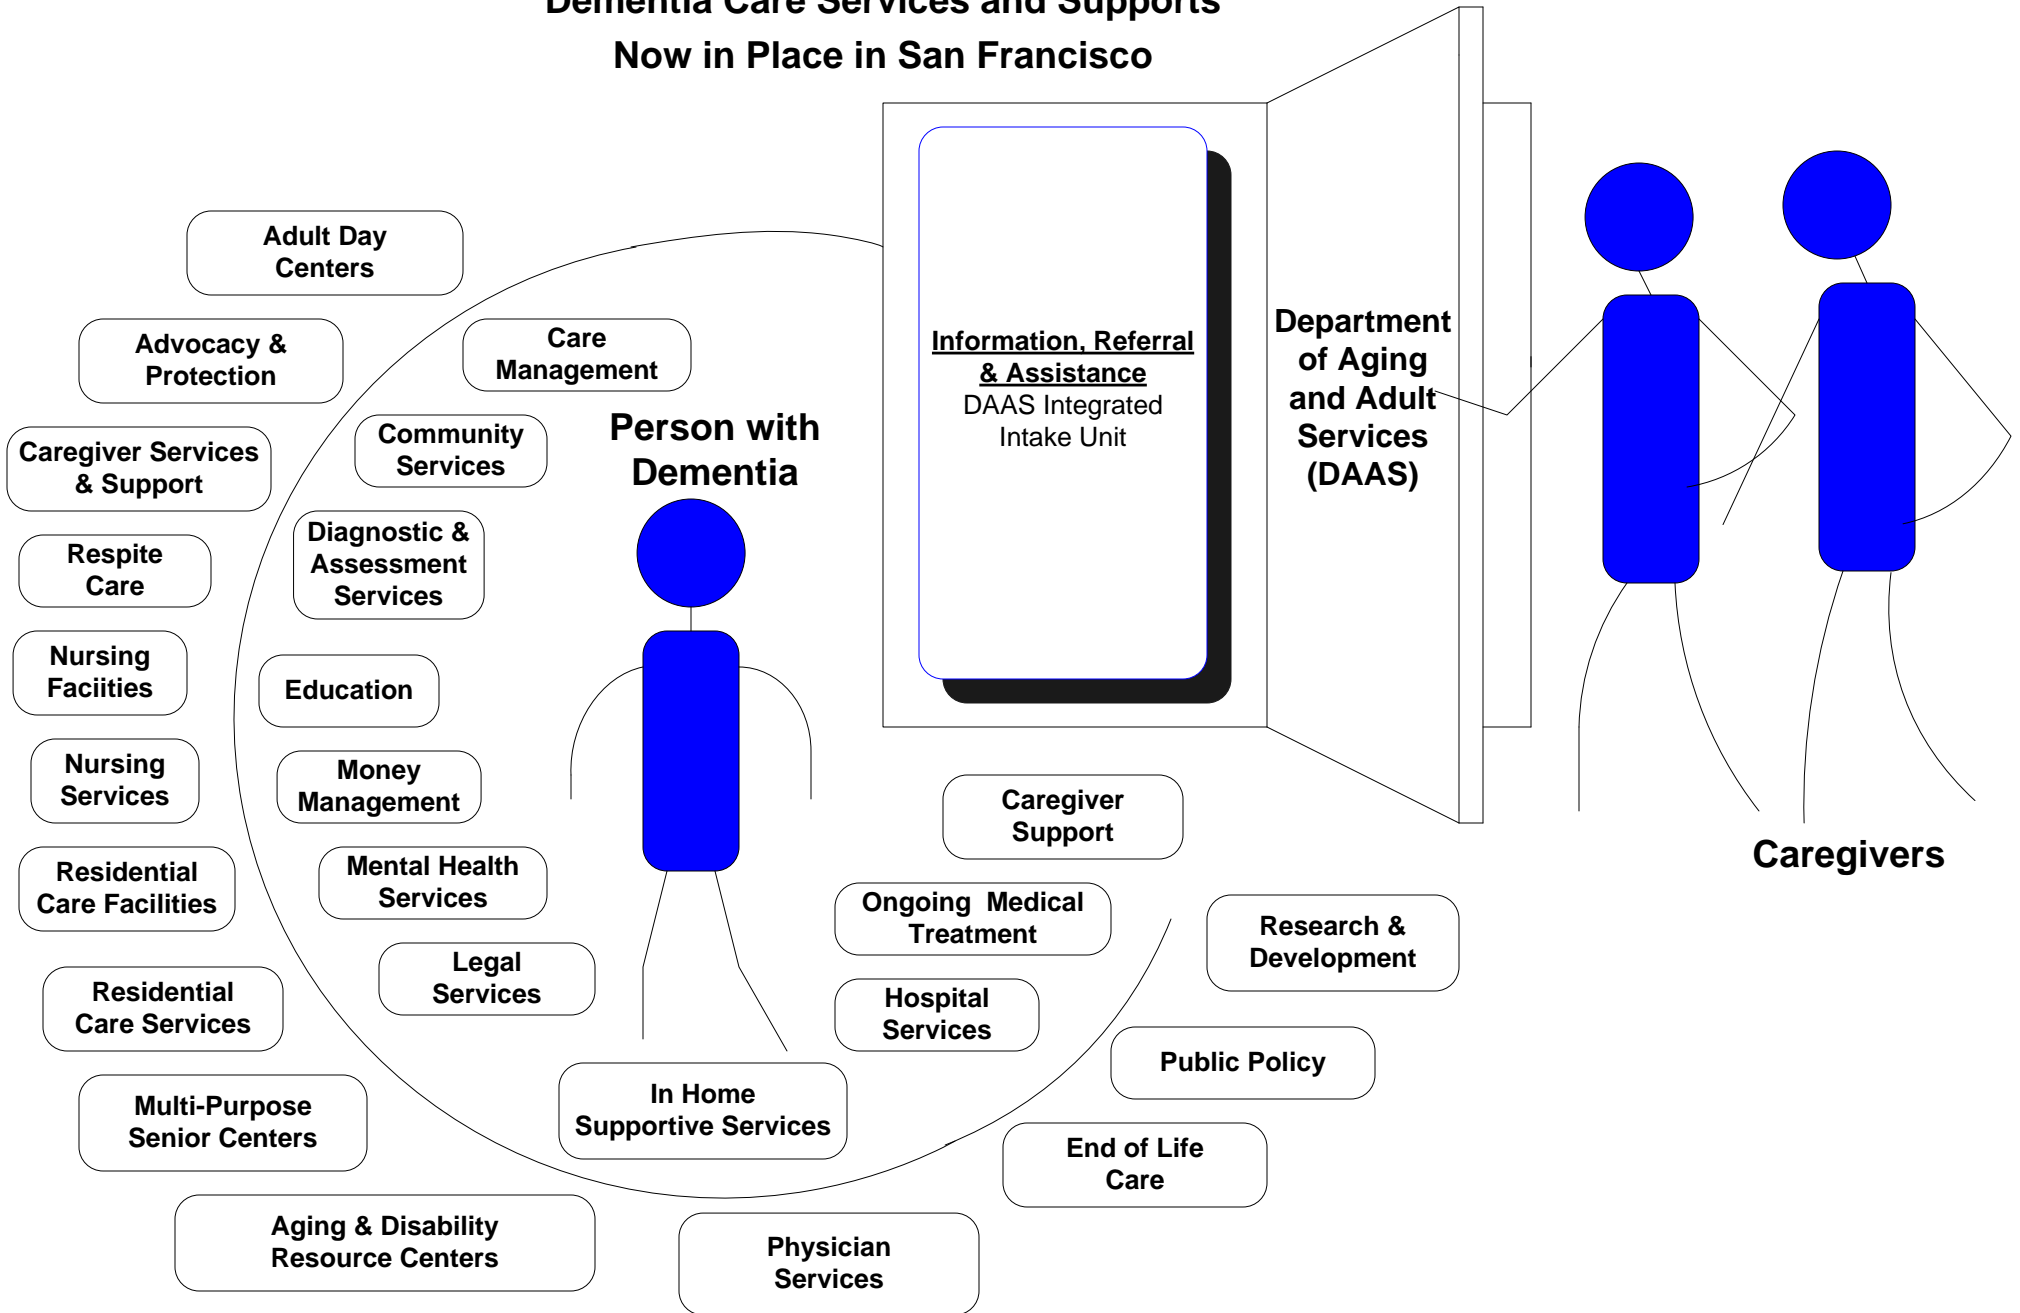 Dementia Care Services and Supports
Now in Place in San Francisco
Adult Day
Centers
Advocacy &
Protection
Caregiver Services
& Support
Respite
Care
Nursing
Faciities
Nursing
Services
Residential
Care Facilities
Residential
Care Services
Multi-Purpose
Senior Centers
Aging & Disability
Resource Centers
Physician
Services
End of Life
Care
Public Policy
Research &
Development
Care
Management
Community
Services
Diagnostic &
Assessment
Services
Education
Money
Management
Mental Health
Services
Legal
Services
In Home
Supportive Services
Hospital
Services
Ongoing  Medical
Treatment
Caregiver
Support
Person with
Dementia
Information, Referral
& Assistance
DAAS Integrated
Intake Unit
Department
of Aging
and Adult
Services
(DAAS)
Caregivers